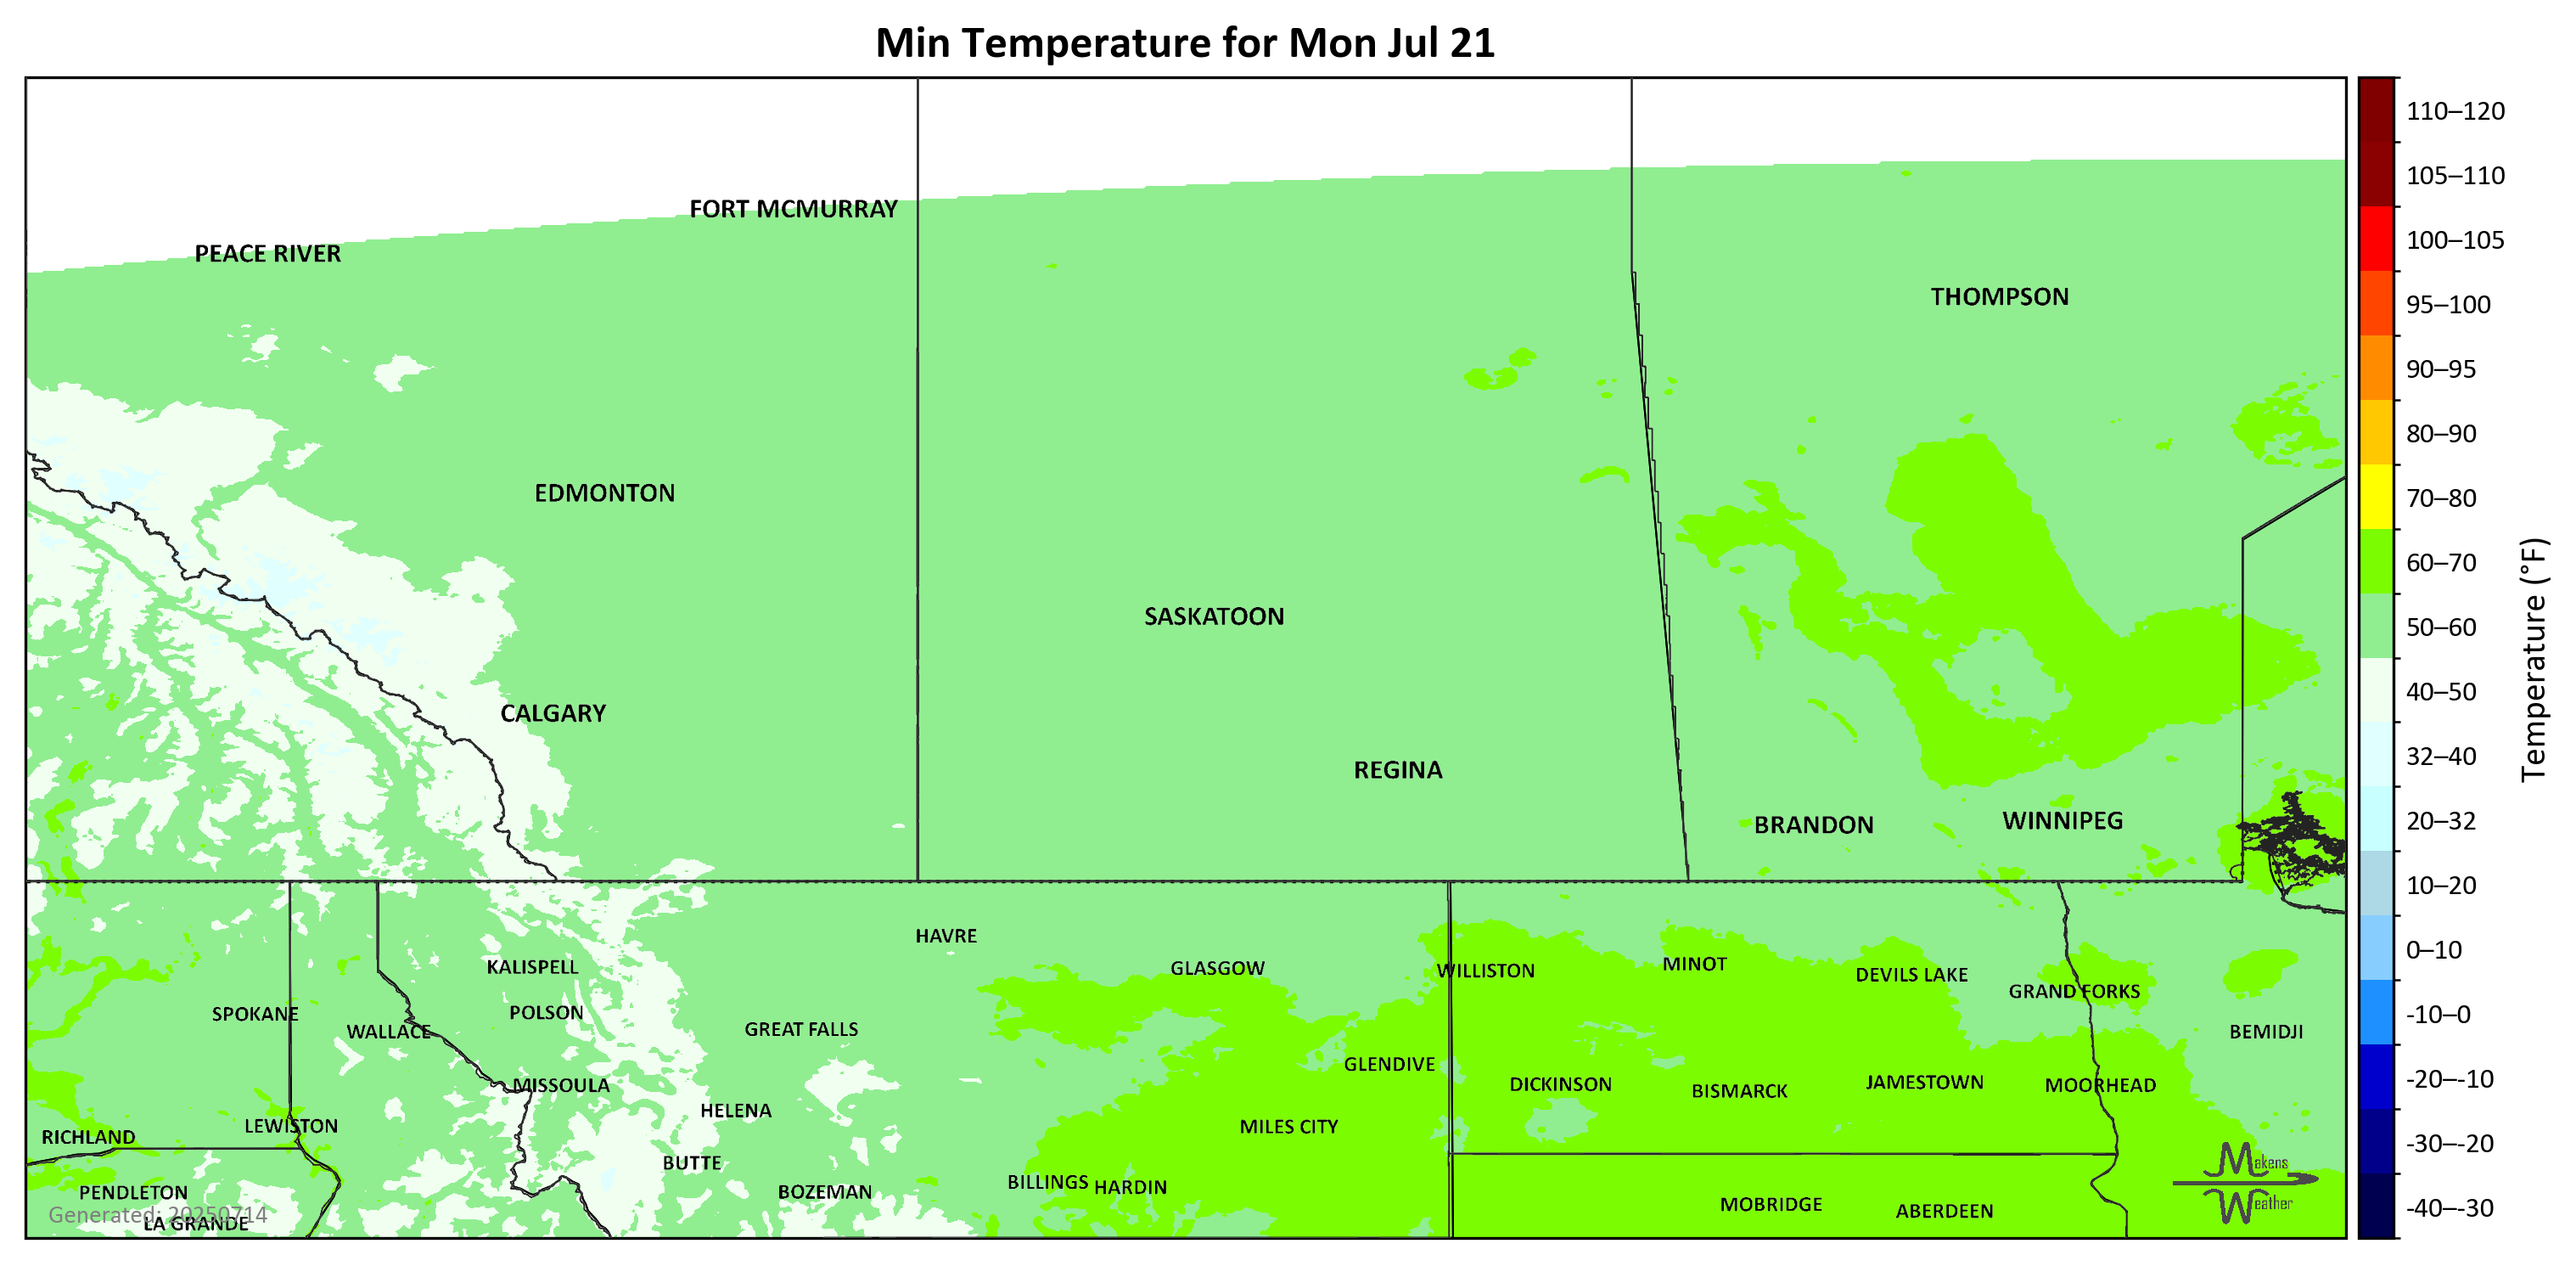 Min Temperature for Mon Jul 21
110–120
105–110
100–105
95–100
90–95
80–90
70–80
60–70
50–60
40–50
32–40
20–32
10–20
0–10
-10–0
-20–-10
-30–-20
-40–-30
Temperature (°F)
FORT MCMURRAY
PEACE RIVER
THOMPSON
EDMONTON
SASKATOON
CALGARY
REGINA
BRANDON
WINNIPEG
HAVRE
KALISPELL
GLASGOW
WILLISTON
MINOT
DEVILS LAKE
GRAND FORKS
SPOKANE
POLSON
WALLACE
GREAT FALLS
BEMIDJI
GLENDIVE
MISSOULA
DICKINSON
BISMARCK
JAMESTOWN
MOORHEAD
HELENA
LEWISTON
MILES CITY
RICHLAND
BUTTE
PENDLETON
BOZEMAN
BILLINGS
HARDIN
MOBRIDGE
ABERDEEN
Generated: 20250714
LA GRANDE
Makens
Weather